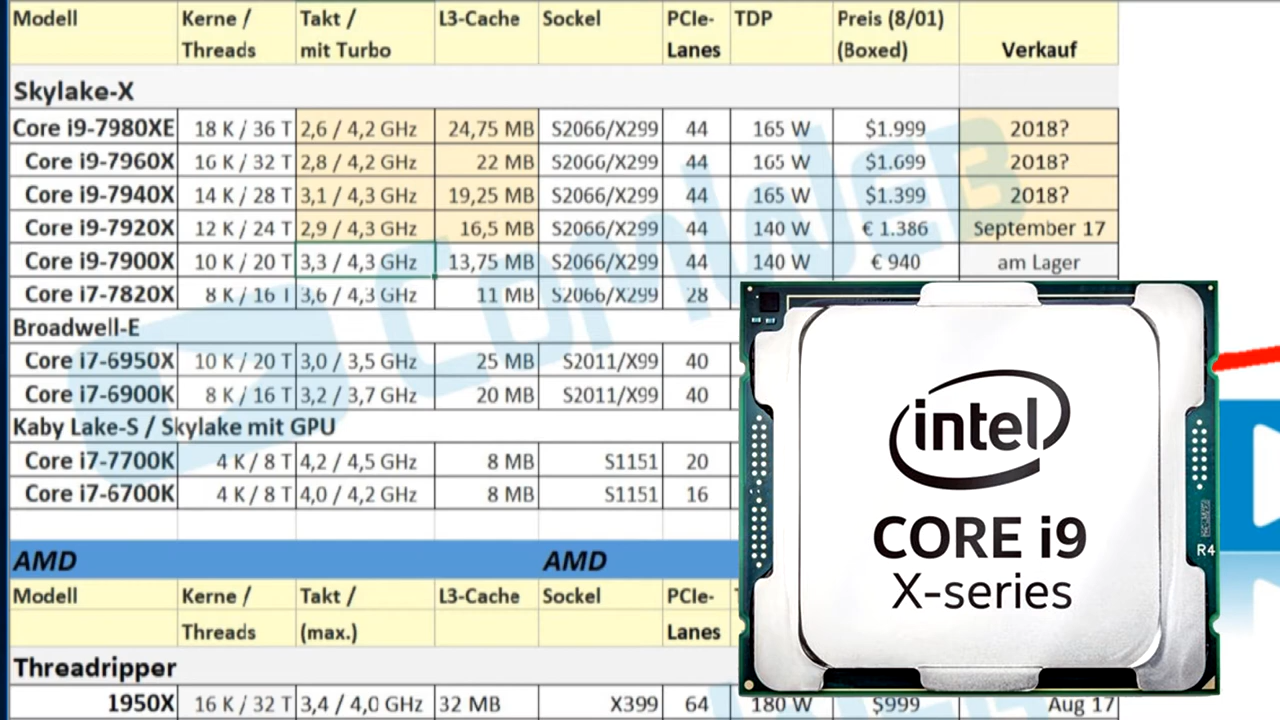 Modell Kerne / Takt / L3-Cache Sockel PCIe- TDP Preis (8/01)
Threads mit Turbo Lanes (Boxed) Verkauf
Skylake-X
Core i9-7980XE 18 K / 36 T 2,6 / 4,2 GHz 24,75 MB S2066/X299 44 165 W $1.999 2018?
Core i9-7960X 16 K / 32 T 2,8 / 4,2 GHz 22 MB S2066/X299 44 165 W $1.699 2018?
Core i9-7940X 14 K / 28 T 3,1 / 4,3 GHz 19,25 MB S2066/X299 44 165 W $1.399 2018?
Core i9-7920X 12 K / 24 T 2,9 / 4,3 GHz 16,5 MB S2066/X299 44 140 W € 1.386 September 17
Core i9-7900X 10 K / 20 T 3,3 / 4,3 GHz 13,75 MB S2066/X299 44 140 W € 940 am Lager
Core i7-7820X 8 K / 16 T 3,6 / 4,3 GHz 11 MB S2066/X299 28
Broadwell-E
Core i7-6950X 10 K / 20 T 3,0 / 3,5 GHz 25 MB S2011/X99 40
Core i7-6900K 8 K / 16 T 3,2 / 3,7 GHz 20 MB S2011/X99 40
Kaby Lake-S / Skylake mit GPU
Core i7-7700K 4 K / 8 T 4,2 / 4,5 GHz 8 MB S1151 20
Core i7-6700K 4 K / 8 T 4,0 / 4,2 GHz 8 MB S1151 16
AMD AMD
Modell Kerne / Takt / L3-Cache Sockel PCIe-
Threads (max.) Lanes
Threadripper
1950X 16 K / 32 T 3,4 / 4,0 GHz 32 MB X399 64 180 W $999 Aug 17
intel
CORE i9
X-series
R4